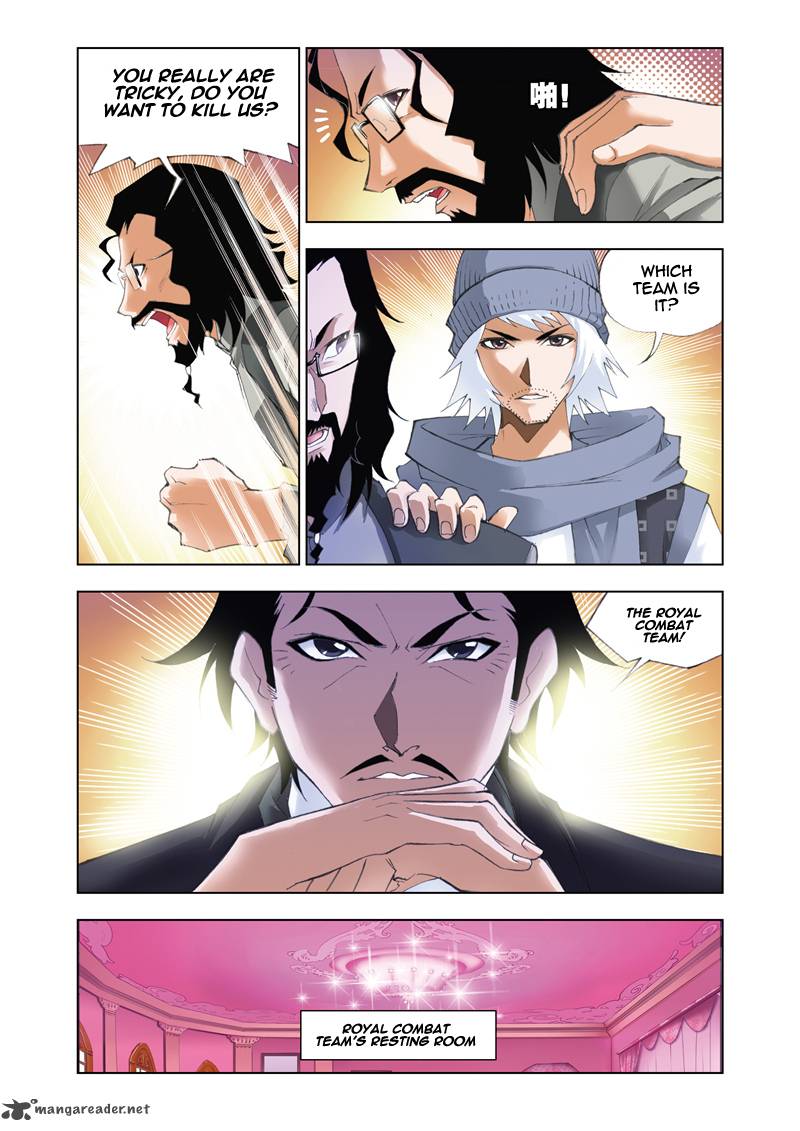 YOU REALLY ARE
TRICKY, DO YOU
WANT TO KILL US?
啪!
WHICH
TEAM IS
IT?
THE ROYAL
COMBAT
TEAM!
ROYAL COMBAT
TEAM'S RESTING ROOM
mangareader.net